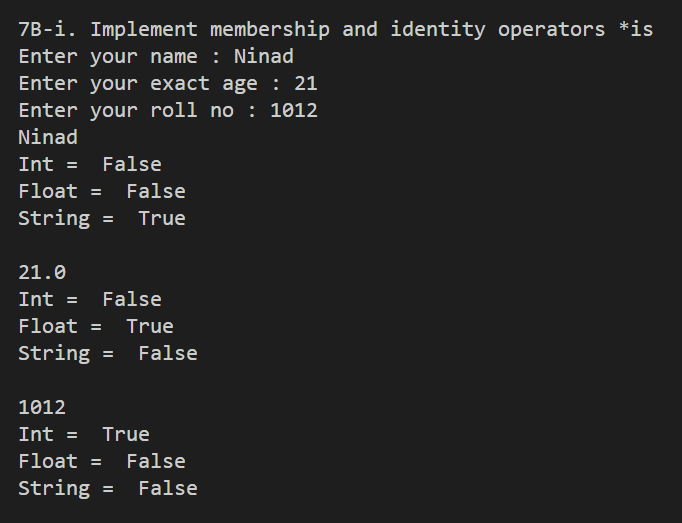 7B-i. Implement membership and identity operators *is
Enter your name : Ninad
Enter your exact age : 21
Enter your roll no : 1012
Ninad
Int =  False
Float =  False
String =  True

21.0
Int =  False
Float =  True
String =  False

1012
Int =  True
Float =  False
String =  False